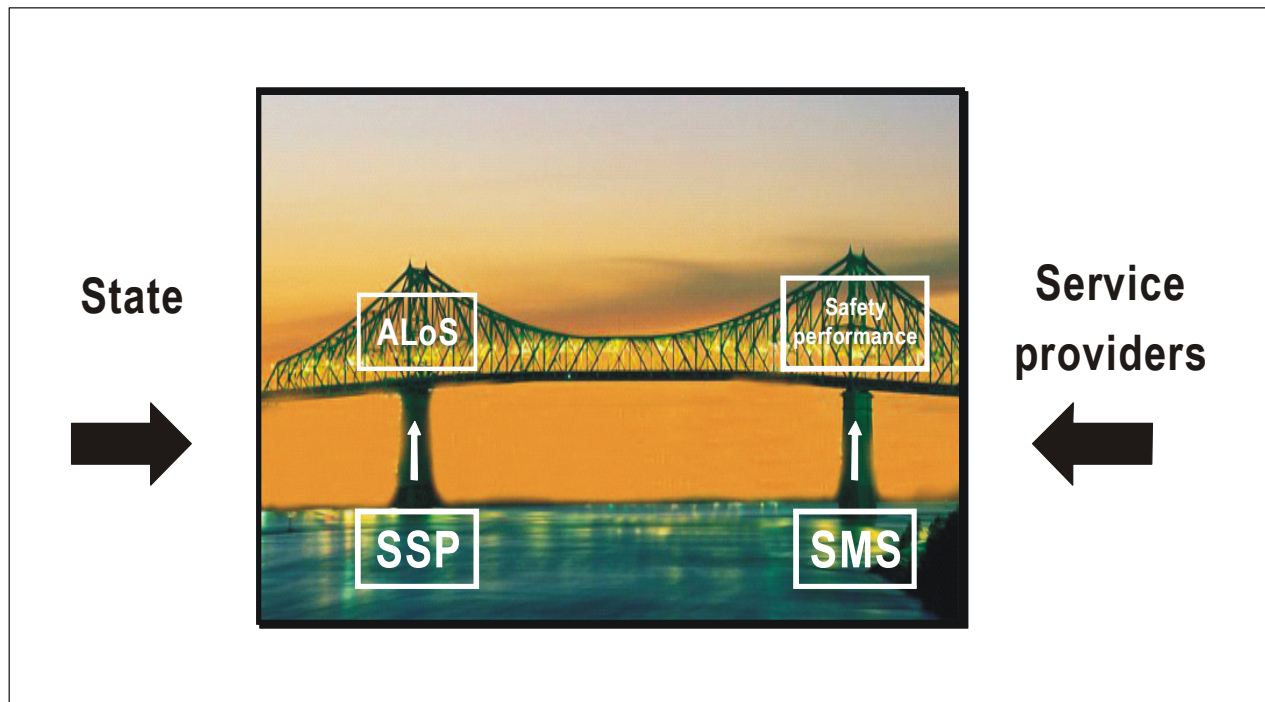 State
ALoS
SSP
Safety
performance
SMS
Service
providers